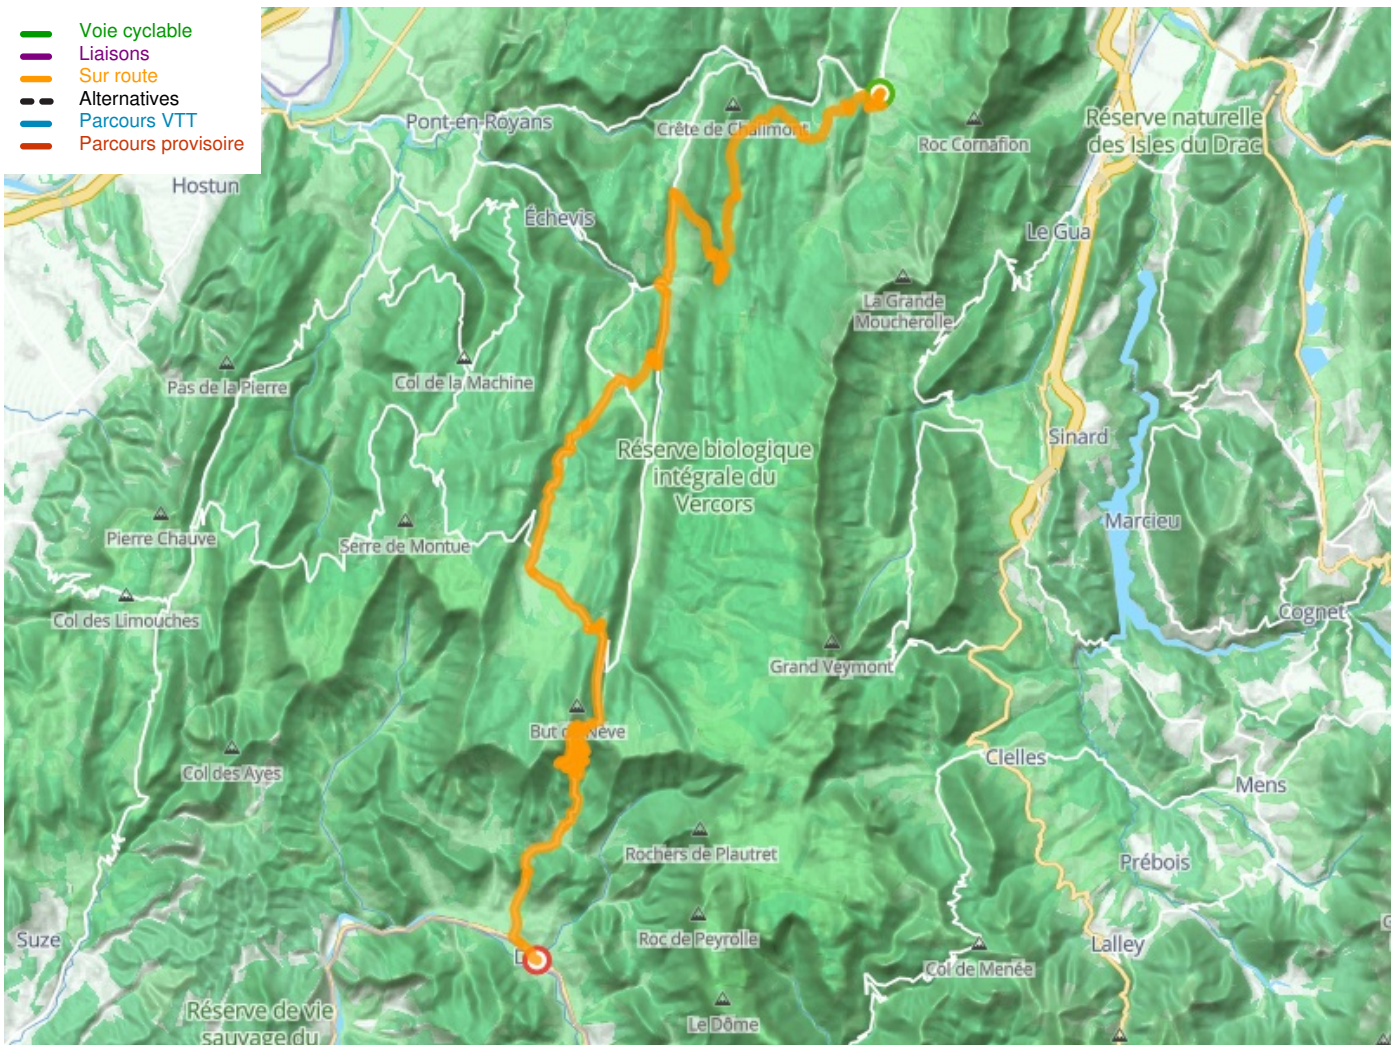 Voie cyclable
Liaisons
Sur route
Alternatives
Parcours VTT
Parcours provisoire
Hostun
Pont-en-Royans
Crête de Chalimont
Roc Cornafion
Réserve naturelle
des Isles du Drac
Échevis
Le Gua
La Grande
Moucherolle
Pas de la Pierre
Col de la Machine
Sinard
Réserve biologique
intégrale du
Vercors
Marcieu
Pierre Chauve
Serre de Montue
Col des Limouches
Cognet
Grand Veymont
But de Nève
Col des Ayes
Clelles
Mens
Rochers de Plautret
Prébois
Suze
Roc de Peyrolle
Lalley
Col de Menée
Réserve de vie
sauvage du
Le Dôme